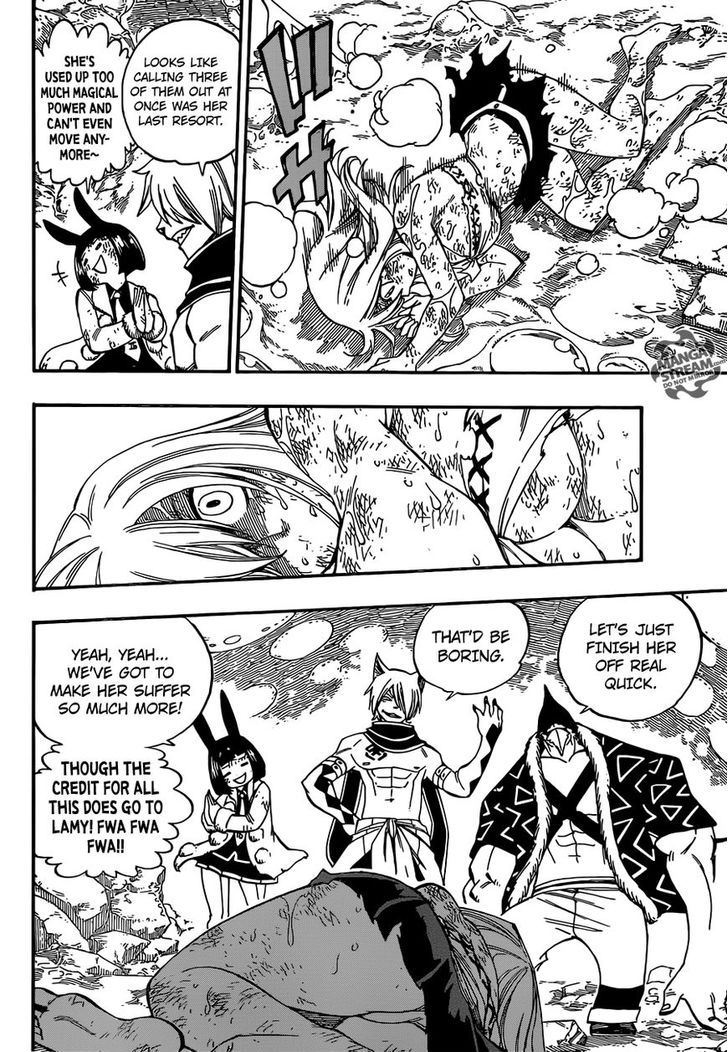 LOOKS LIKE
CALLING THREE
OF THEM OUT AT
ONCE WAS HER
LAST RESORT.
SHE'S
USED UP TOO
MUCH MAGICAL
POWER AND
CAN'T EVEN
MOVE ANY-
MORE~
MANGA
STREAM
DO NOT MIRROR
LET'S JUST
FINISH HER
OFF REAL
QUICK.
THAT'D BE
BORING.
YEAH, YEAH...
WE'VE GOT TO
MAKE HER SUFFER
SO MUCH MORE!
THOUGH THE
CREDIT FOR ALL
THIS DOES GO TO
LAMY! FWA FWA
FWA!!